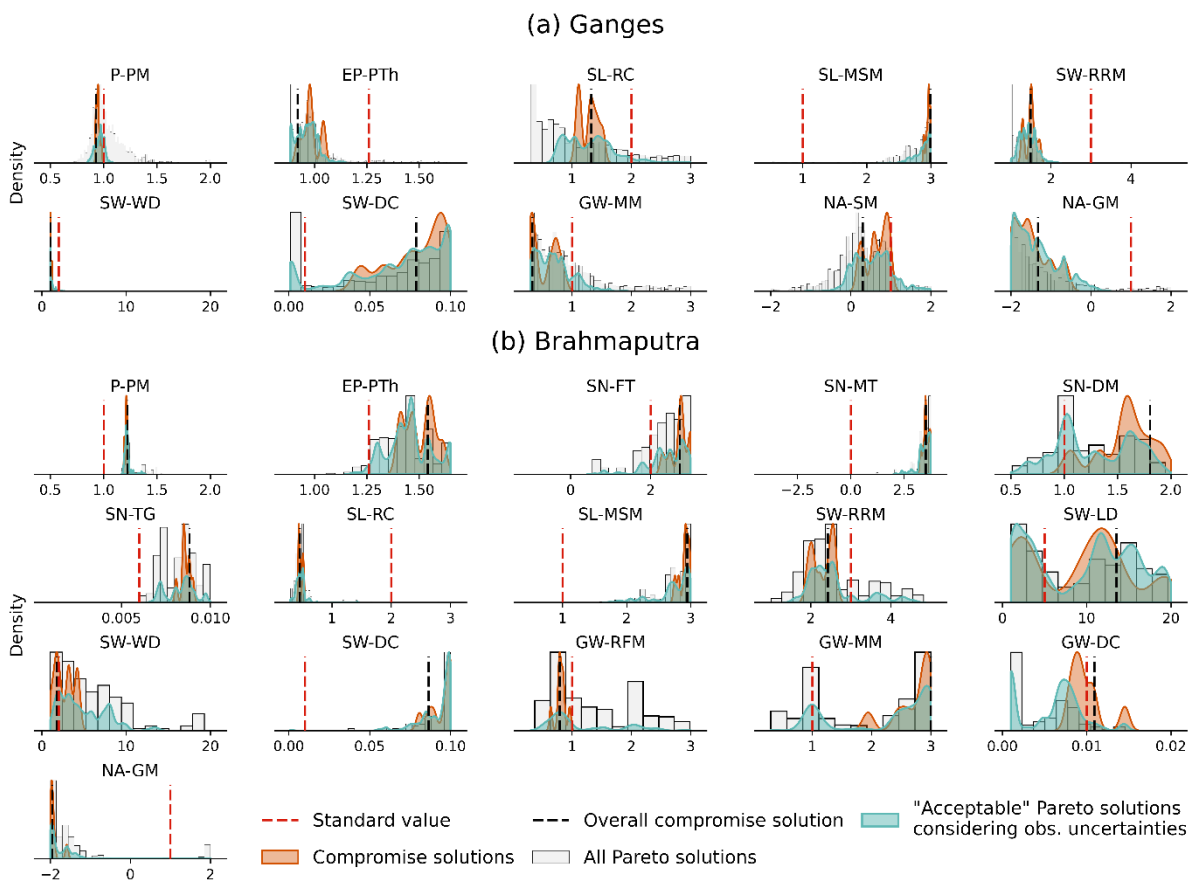 (a) Ganges
P-PM
EP-PTh
SL-RC
SL-MSM
SW-RRM
Density
0.5 1.0 1.5 2.0
1.00 1.25 1.50
1 2 3
1 2 3
2 4
SW-WD
SW-DC
GW-MM
NA-SM
NA-GM
0 10 20
0.00 0.05 0.10
1 2 3
−2 0 2
−2 0 2
(b) Brahmaputra
P-PM
EP-PTh
SN-FT
SN-MT
SN-DM
0.5 1.0 1.5 2.0
1.00 1.25 1.50
0 2
−2.5 0.0 2.5
0.5 1.0 1.5 2.0
SN-TG
SL-RC
SL-MSM
SW-RRM
SW-LD
Density
0.005 0.010
1 2 3
1 2 3
2 4
0 10 20
SW-WD
SW-DC
GW-RFM
GW-MM
GW-DC
0 10 20
0.00 0.05 0.10
1 2 3
1 2 3
0.00 0.01 0.02
NA-GM
−2 0 2
Standard value
Overall compromise solution
"Acceptable" Pareto solutions
considering obs. uncertainties
Compromise solutions
All Pareto solutions